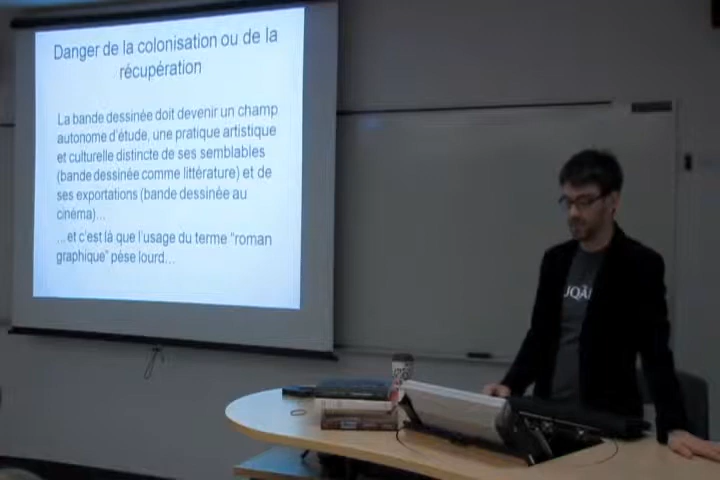 Danger de la colonisation ou de la
récupération
La bande dessinée doit devenir un champ
autonome d'étude, une pratique artistique
et culturelle distincte de ses semblables
(bande dessinée comme littérature) et de
ses exportations (bande dessinée au
cinéma)...
...et c'est là que l'usage du terme "roman
graphique" pèse lourd...